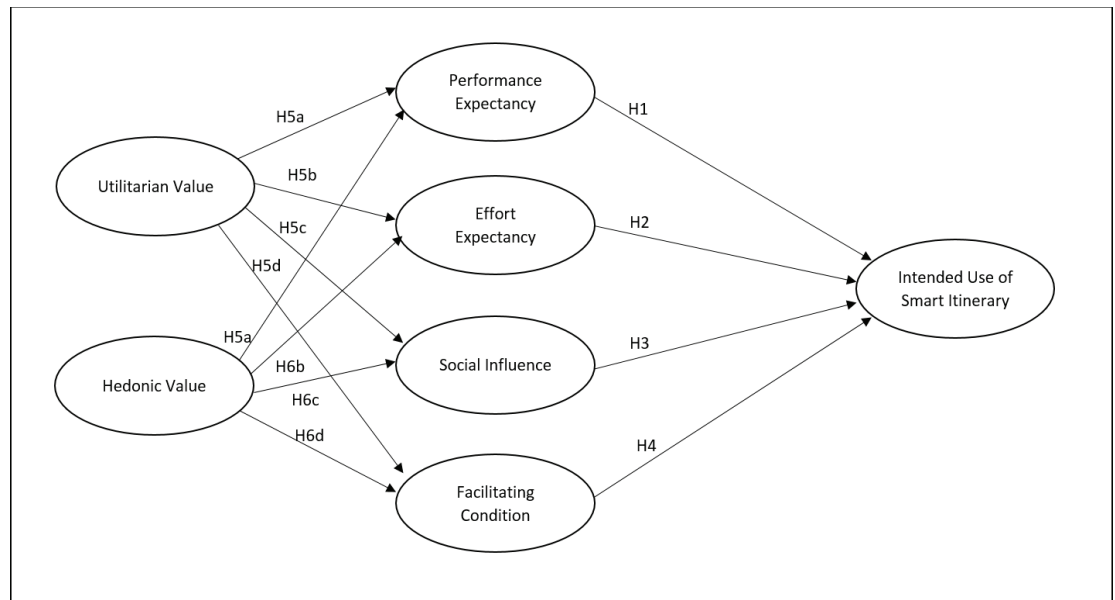 Performance
Expectancy
H1
H5a
Utilitarian Value
H5b
Effort
Expectancy
H2
H5c
H5d
Intended Use of
Smart Itinerary
H5a
H3
Social Influence
H6b
Hedonic Value
H6c
H6d
H4
Facilitating
Condition